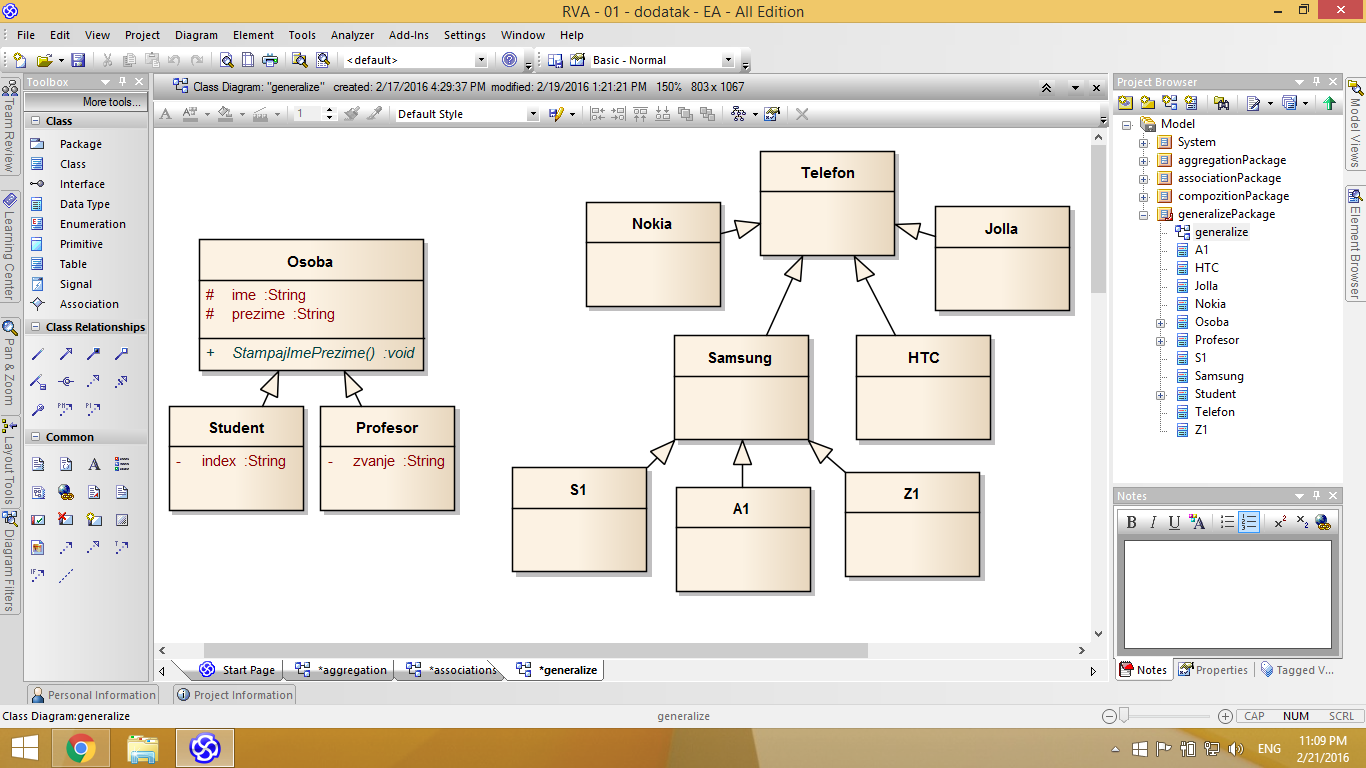 RVA - 01 - dodatak - EA - All Edition
File Edit View Project Diagram Element Tools Analyzer Add-Ins Settings Window Help
<default>
Basic - Normal
Toolbox
More tools...
Class
Package
Class
Interface
Data Type
Enumeration
Primitive
Table
Signal
Association
Class Relationships
Common
Team Review
Learning Center
Pan & Zoom
Layout Tools
Diagram Filters
Class Diagram: "generalize" created: 2/17/2016 4:29:37 PM modified: 2/19/2016 1:21:21 PM 150% 803 x 1067
1 Default Style
Osoba
# ime :String
# prezime :String
+ StampajImePrezime() :void
Student
- index :String
Profesor
- zvanje :String
Telefon
Nokia
Jolla
Samsung
HTC
S1
A1
Z1
Start Page *aggregation *associations *generalize
Project Browser
Model
System
aggregationPackage
associationPackage
compozitionPackage
generalizePackage
generalize
A1
HTC
Jolla
Nokia
Osoba
Profesor
S1
Samsung
Student
Telefon
Z1
Notes
B I U A x² x₂
Notes Properties Tagged V...
Model Views
Element Browser
Personal Information Project Information
Class Diagram:generalize generalize CAP NUM SCRL
ENG
11:09 PM
2/21/2016